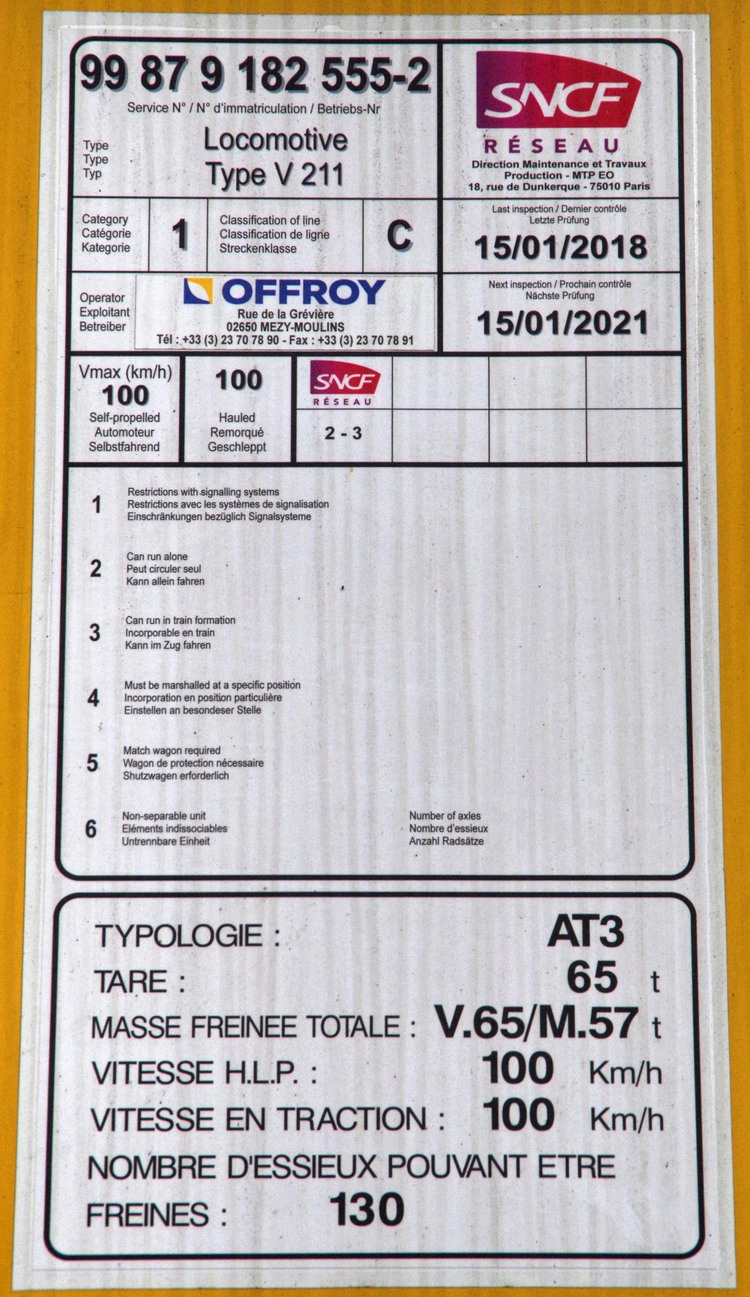 99 87 9 182 555-2
Service N° / N° d'immatriculation / Betriebs-Nr
Type
Type
Typ
Locomotive
Type V 211
SNCF
RÉSEAU
Direction Maintenance et Travaux
Production - MTP EO
18, rue de Dunkerque - 75010 Paris
Category
Catégorie
Kategorie
1
Classification of line
Classification de ligne
Streckenklasse
C
Last inspection / Dernier contrôle
Letzte Prüfung
15/01/2018
Operator
Exploitant
Betreiber
OFFROY
Rue de la Grévière
02650 MEZY-MOULINS
Tél : +33 (3) 23 70 78 90 - Fax : +33 (3) 23 70 78 91
Next inspection / Prochain contrôle
Nächste Prüfung
15/01/2021
Vmax (km/h)
100
Self-propelled
Automoteur
Selbstfahrend
100
Hauled
Remorqué
Geschleppt
SNCF
RÉSEAU
2 - 3
1
Restrictions with signalling systems
Restrictions avec les systèmes de signalisation
Einschränkungen bezüglich Signalsysteme
2
Can run alone
Peut circuler seul
Kann allein fahren
3
Can run in train formation
Incorporable en train
Kann im Zug fahren
4
Must be marshalled at a specific position
Incorporation en position particulière
Einstellen an besondeser Stelle
5
Match wagon required
Wagon de protection nécessaire
Shutzwagen erforderlich
6
Non-separable unit
Eléments indissociables
Untrennbare Einheit
Number of axles
Nombre d'essieux
Anzahl Radsätze
TYPOLOGIE : AT3
TARE : 65 t
MASSE FREINEE TOTALE : V.65/M.57 t
VITESSE H.L.P. : 100 Km/h
VITESSE EN TRACTION : 100 Km/h
NOMBRE D'ESSIEUX POUVANT ETRE
FREINES : 130